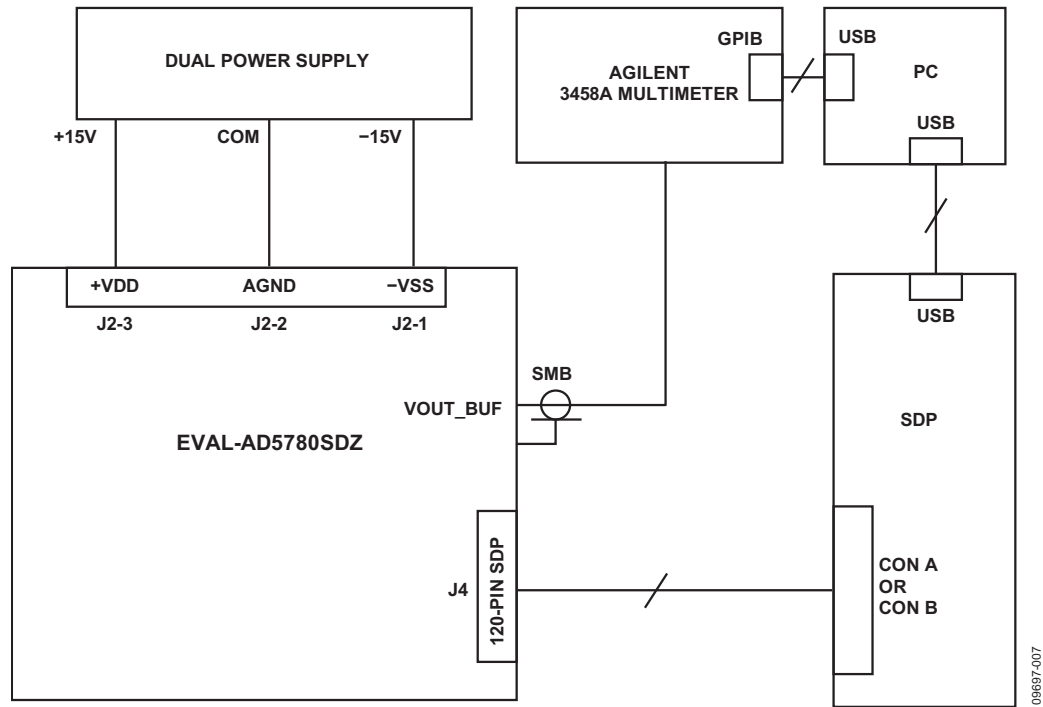 DUAL POWER SUPPLY
+15V
COM
−15V
GPIB
AGILENT
3458A MULTIMETER
USB
PC
USB
+VDD
AGND
−VSS
J2-3
J2-2
J2-1
SMB
VOUT_BUF
EVAL-AD5780SDZ
J4
120-PIN SDP
USB
SDP
CON A
OR
CON B
09697-007